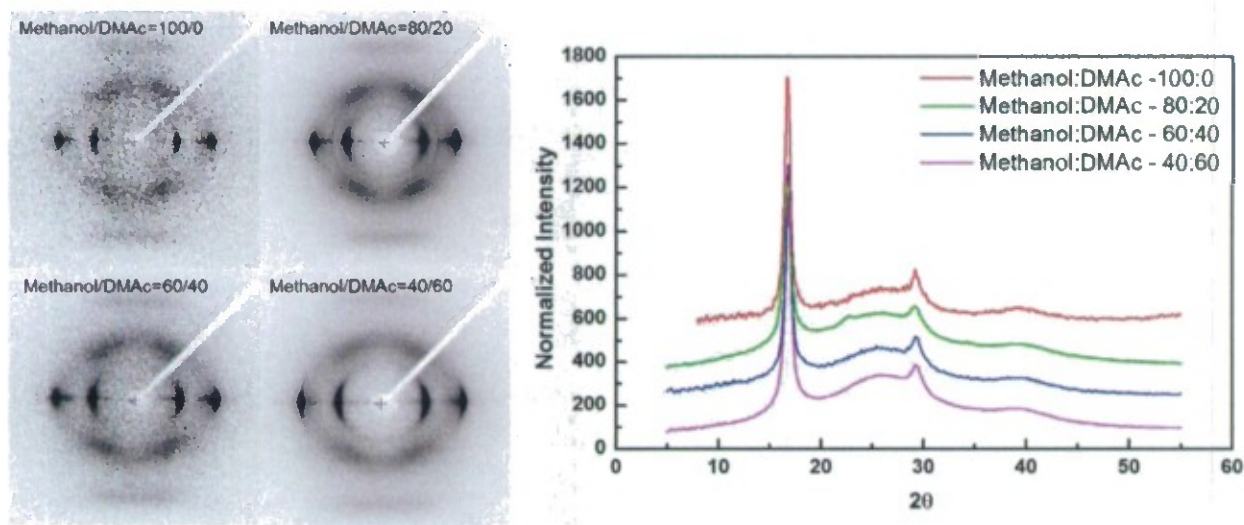 Methanol/DMAc=100/0
Methanol/DMAc=80/20
Methanol/DMAc=60/40
Methanol/DMAc=40/60
1800
1600
1400
1200
1000
800
600
400
200
0
Normalized Intensity
Methanol:DMAc -100:0
Methanol:DMAc - 80:20
Methanol:DMAc - 60:40
Methanol:DMAc - 40:60
0 10 20 30 40 50 60
2θ